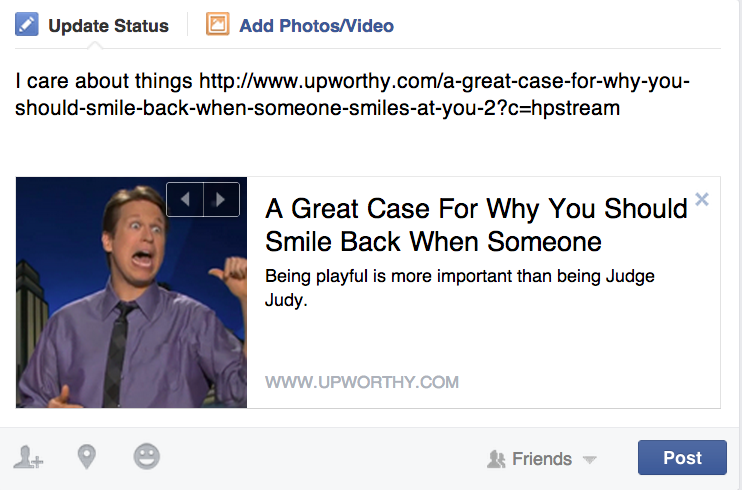 Update Status
Add Photos/Video
I care about things http://www.upworthy.com/a-great-case-for-why-you-
should-smile-back-when-someone-smiles-at-you-2?c=hpstream
A Great Case For Why You Should
Smile Back When Someone
Being playful is more important than being Judge
Judy.
WWW.UPWORTHY.COM
Friends
Post